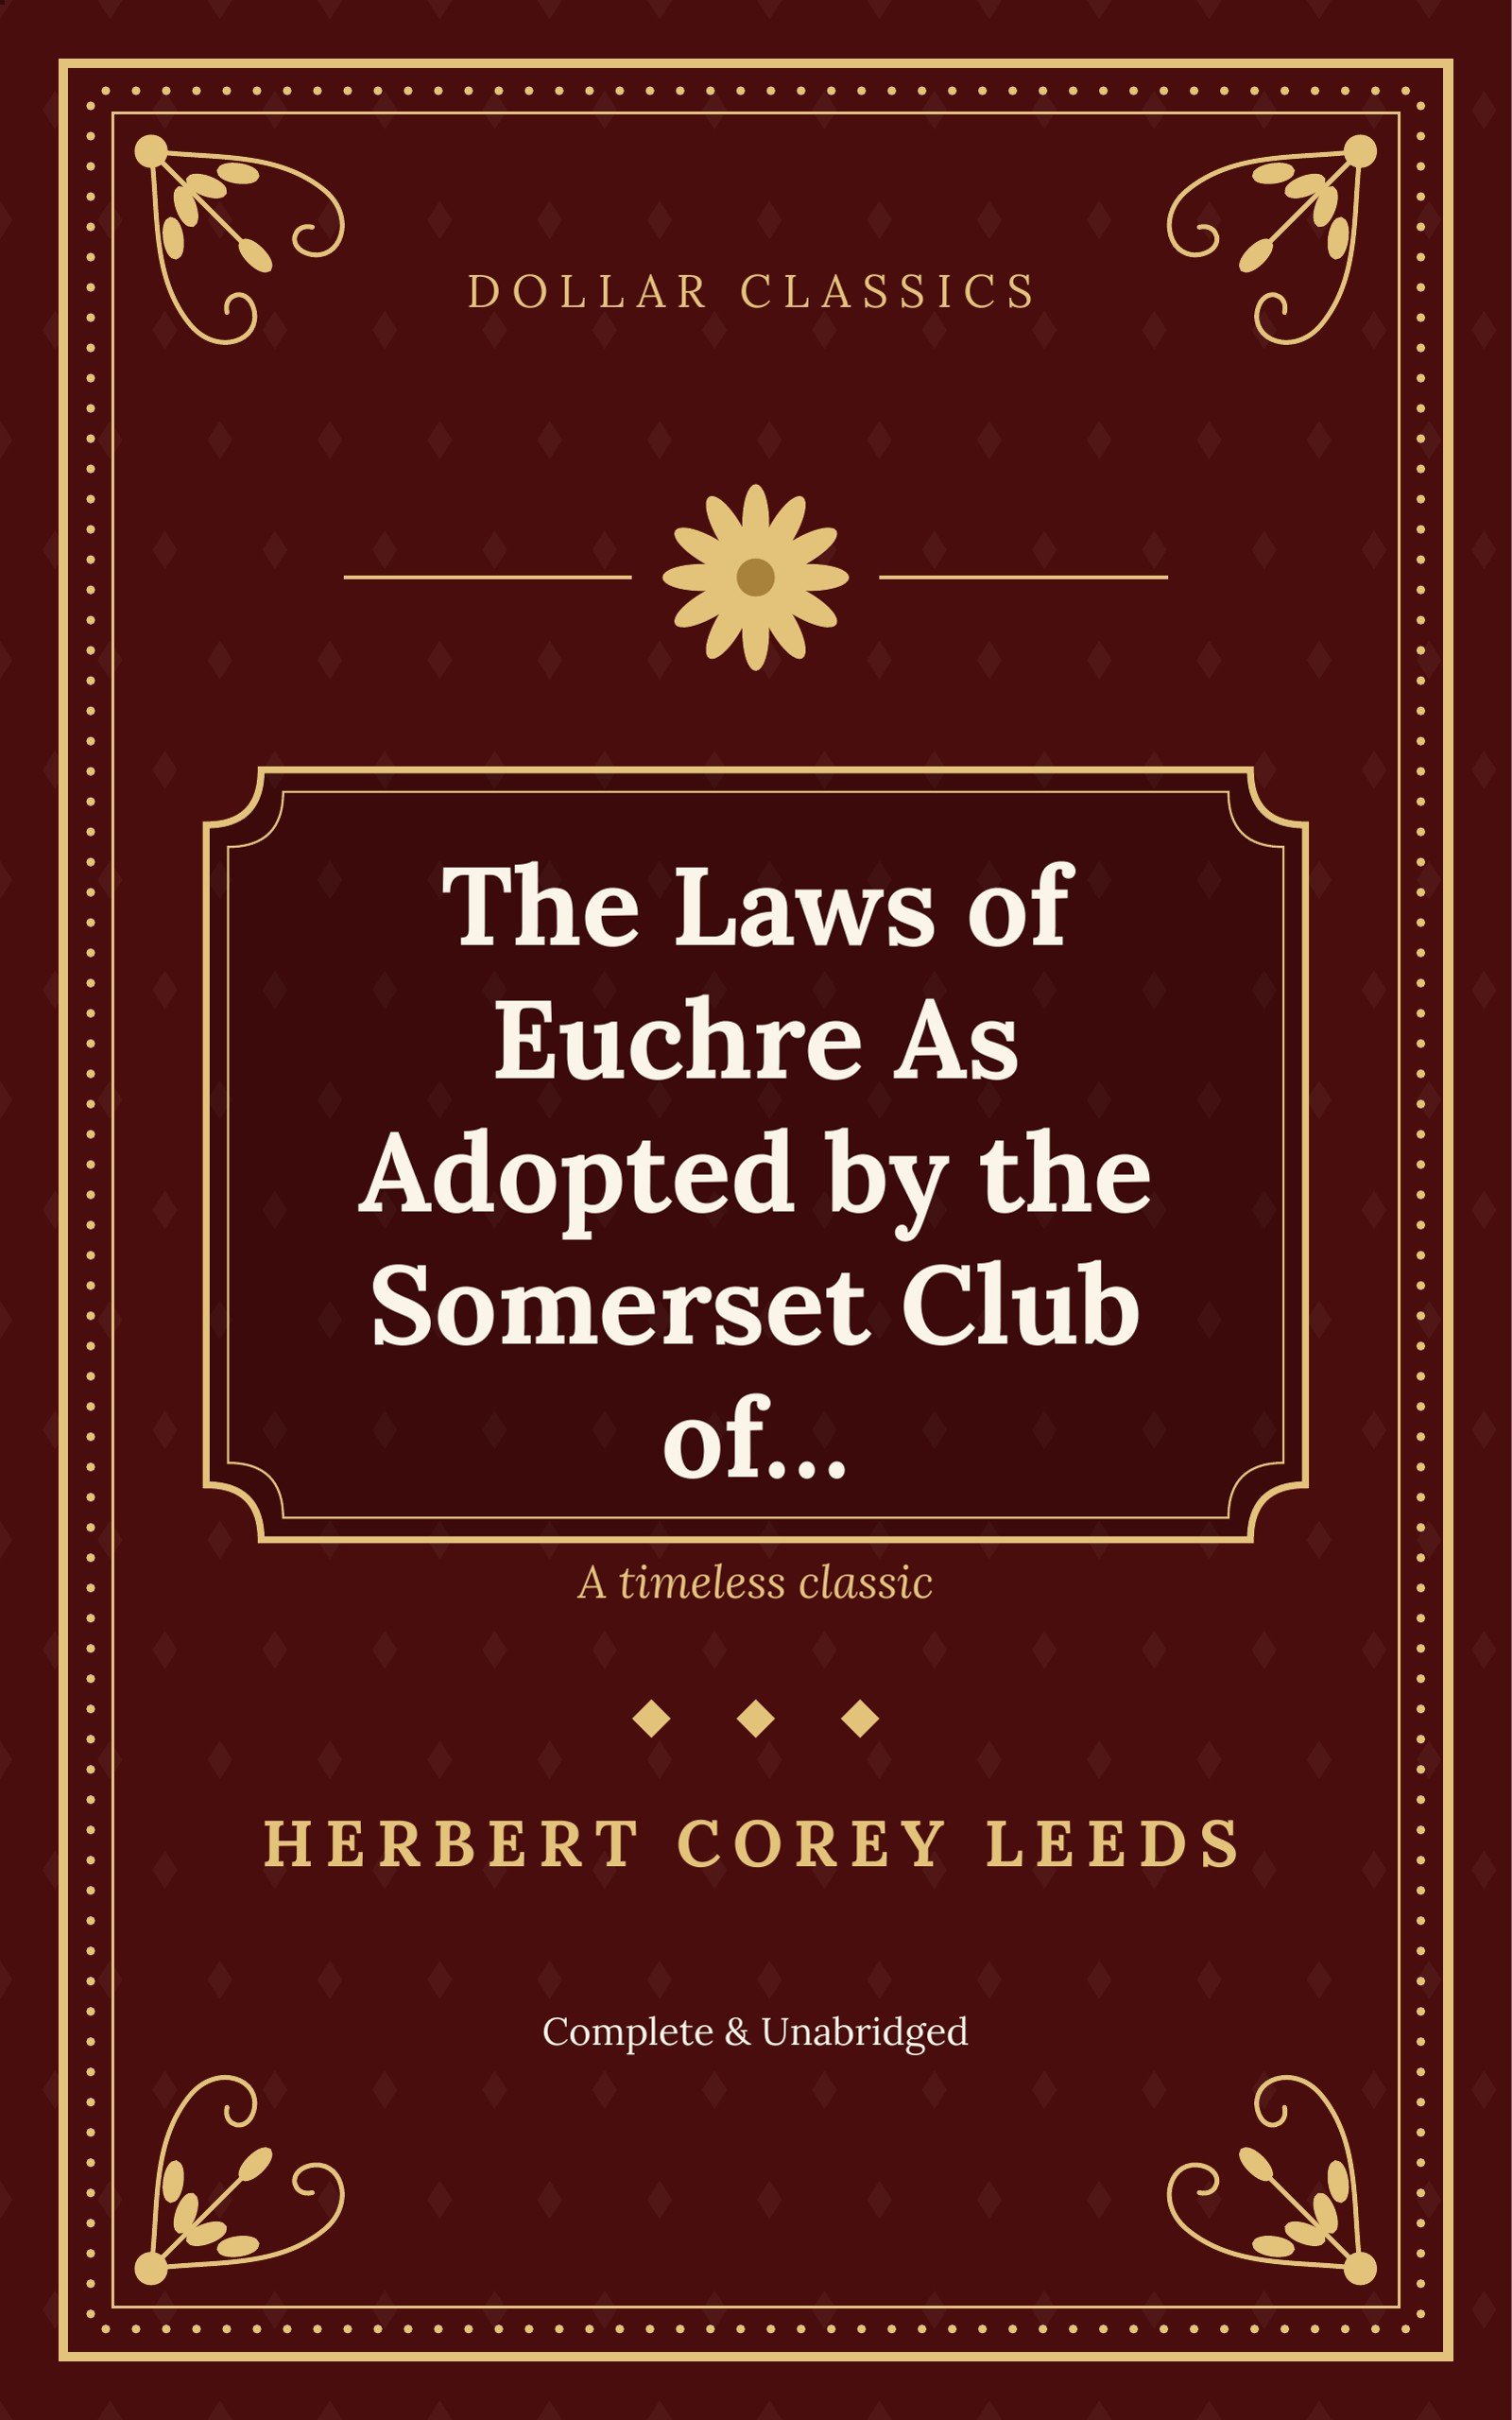 DOLLAR CLASSICS
The Laws of
Euchre As
Adopted by the
Somerset Club
of...
A timeless classic
HERBERT COREY LEEDS
Complete & Unabridged